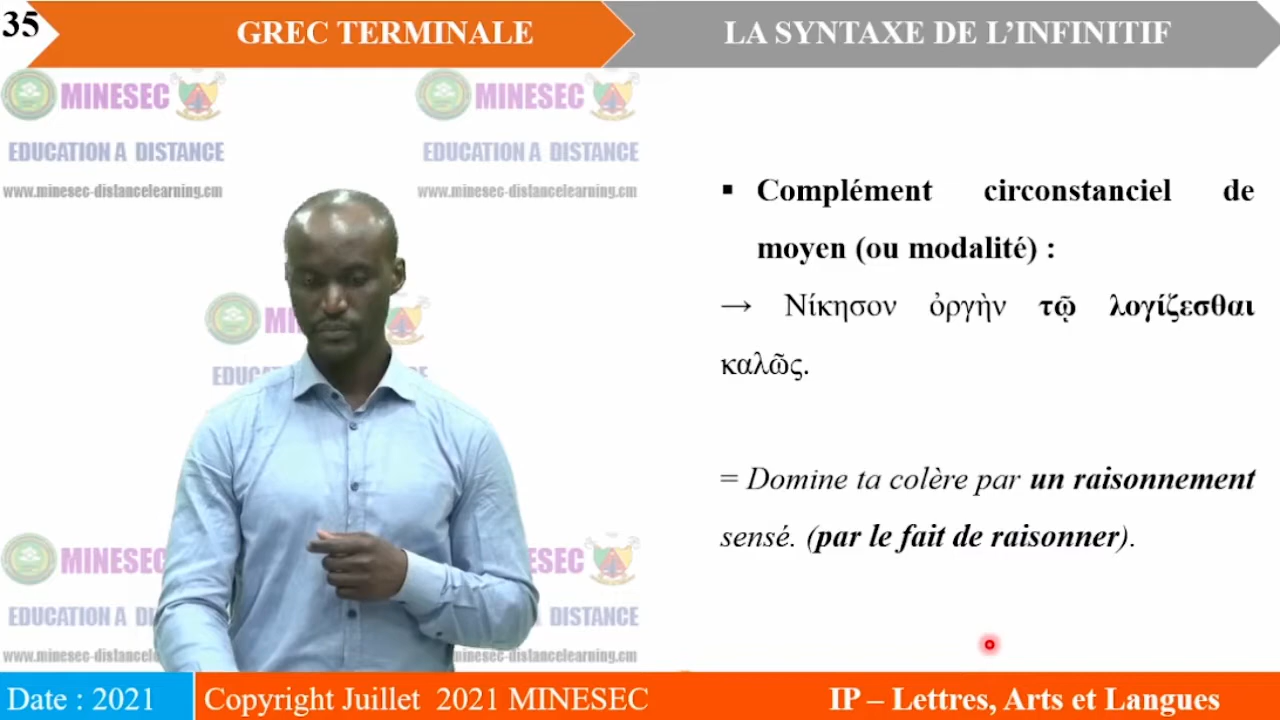 35
GREC TERMINALE
LA SYNTAXE DE L’INFINITIF
MINESEC
MINESEC
EDUCATION A DISTANCE
EDUCATION A DISTANCE
www.minesec-distancelearning.cm
www.minesec-distancelearning.cm
▪ Complément circonstanciel de
moyen (ou modalité) :
→ Νίκησον ὀργὴν τῷ λογίζεσθαι
καλῶς.
= Domine ta colère par un raisonnement
sensé. (par le fait de raisonner).
MINESEC
EDUCATION A
DISTANCE
Date : 2021
Copyright Juillet 2021 MINESEC
IP – Lettres, Arts et Langues